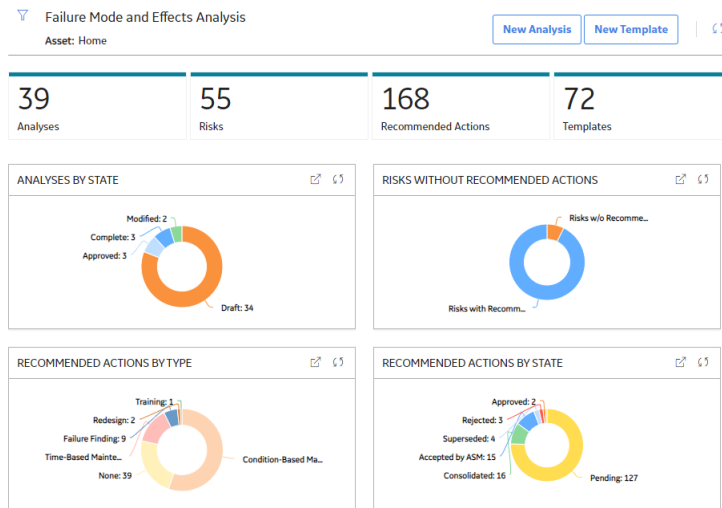 Failure Mode and Effects Analysis
Asset: Home
New Analysis
New Template
39
Analyses
55
Risks
168
Recommended Actions
72
Templates
ANALYSES BY STATE
Modified: 2
Complete: 3
Approved: 3
Draft: 34
RISKS WITHOUT RECOMMENDED ACTIONS
Risks w/o Recomme...
Risks with Recomm...
RECOMMENDED ACTIONS BY TYPE
Training: 1
Redesign: 2
Failure Finding: 9
Time-Based Mainte...
None: 39
Condition-Based Ma...
RECOMMENDED ACTIONS BY STATE
Approved: 2
Rejected: 3
Superseded: 4
Accepted by ASM: 15
Consolidated: 16
Pending: 127